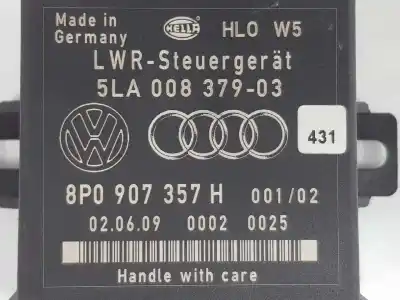 Made in
Germany
HELLA
HLO W5
LWR-Steuergerät
5LA 008 379-03
431
8P0 907 357 H 001/02
02.06.09 0002 0025
Handle with care